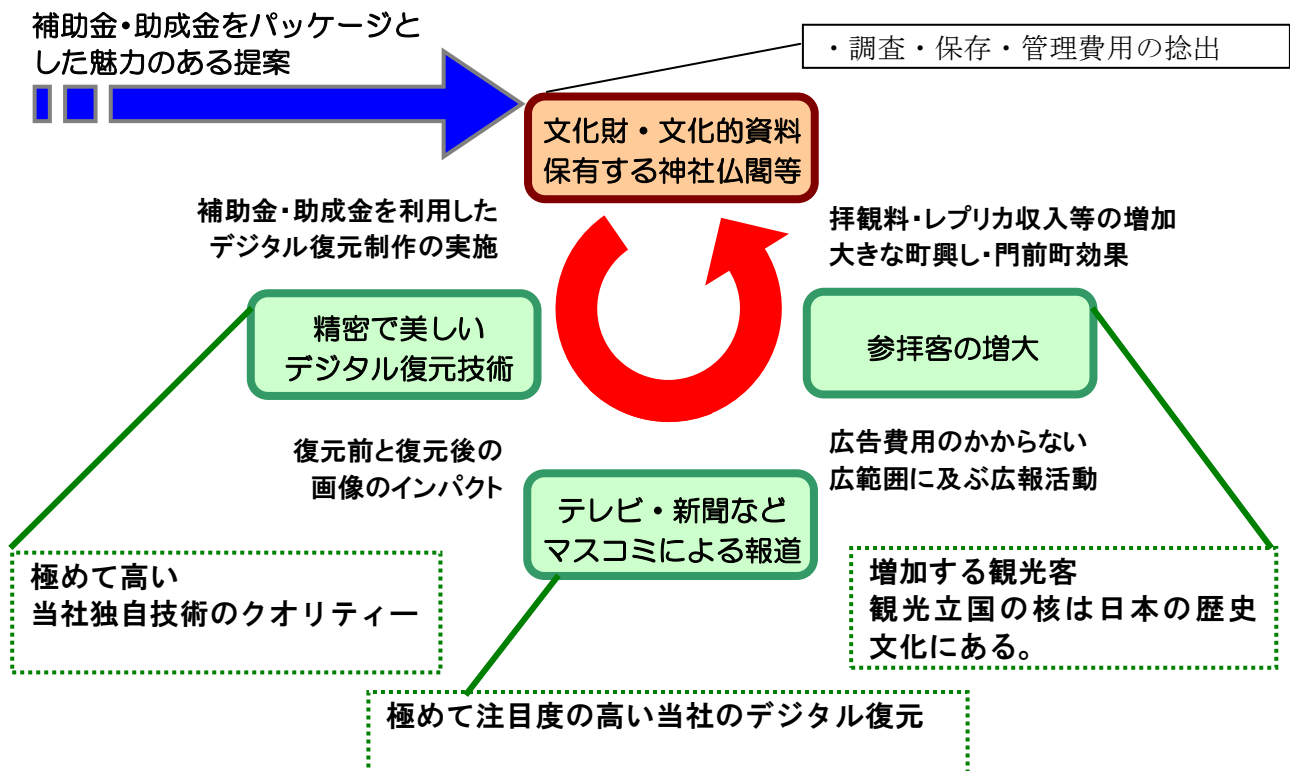 補助金・助成金をパッケージと
した魅力のある提案
・調査・保存・管理費用の捻出
文化財・文化的資料
保有する神社仏閣等
補助金・助成金を利用した
デジタル復元制作の実施
拝観料・レプリカ収入等の増加
大きな町興し・門前町効果
精密で美しい
デジタル復元技術
参拝客の増大
復元前と復元後の
画像のインパクト
広告費用のかからない
広範囲に及ぶ広報活動
テレビ・新聞など
マスコミによる報道
極めて高い
当社独自技術のクオリティー
増加する観光客
観光立国の核は日本の歴史
文化にある。
極めて注目度の高い当社のデジタル復元